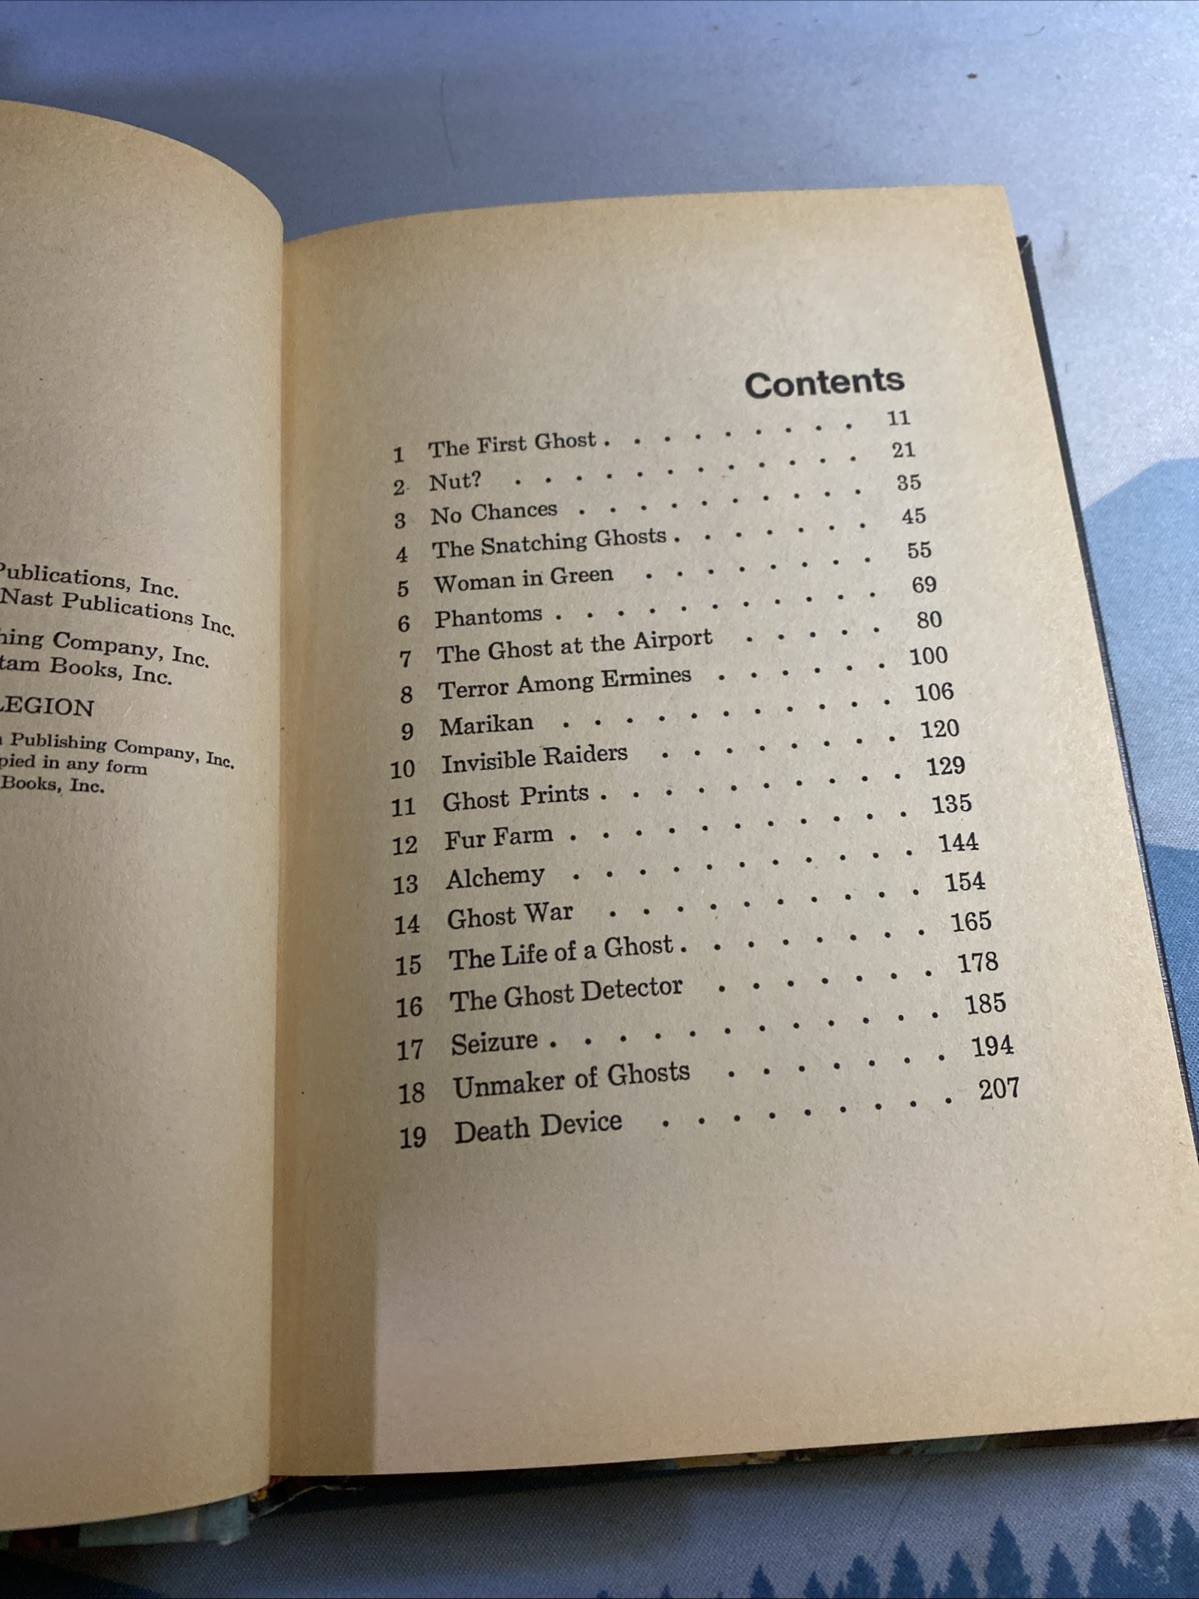 Publications, Inc.
Nast Publications Inc.
Company, Inc.
Books, Inc.
Publishing Company, Inc.
in any form
Books, Inc.
Contents
1 The First Ghost . . . . . . . . . 11
2 Nut? . . . . . . . . . . . . 21
3 No Chances . . . . . . . . . . 35
4 The Snatching Ghosts . . . . . . . 45
5 Woman in Green . . . . . . . . 55
6 Phantoms . . . . . . . . . . . 69
7 The Ghost at the Airport . . . . . 80
8 Terror Among Ermines . . . . . . 100
9 Marikan . . . . . . . . . . . 106
10 Invisible Raiders . . . . . . . . 120
11 Ghost Prints . . . . . . . . . . 129
12 Fur Farm . . . . . . . . . . . 135
13 Alchemy . . . . . . . . . . . 144
14 Ghost War . . . . . . . . . . 154
15 The Life of a Ghost . . . . . . . . 165
16 The Ghost Detector . . . . . . . 178
17 Seizure . . . . . . . . . . . . 185
18 Unmaker of Ghosts . . . . . . . 194
19 Death Device . . . . . . . . . 207